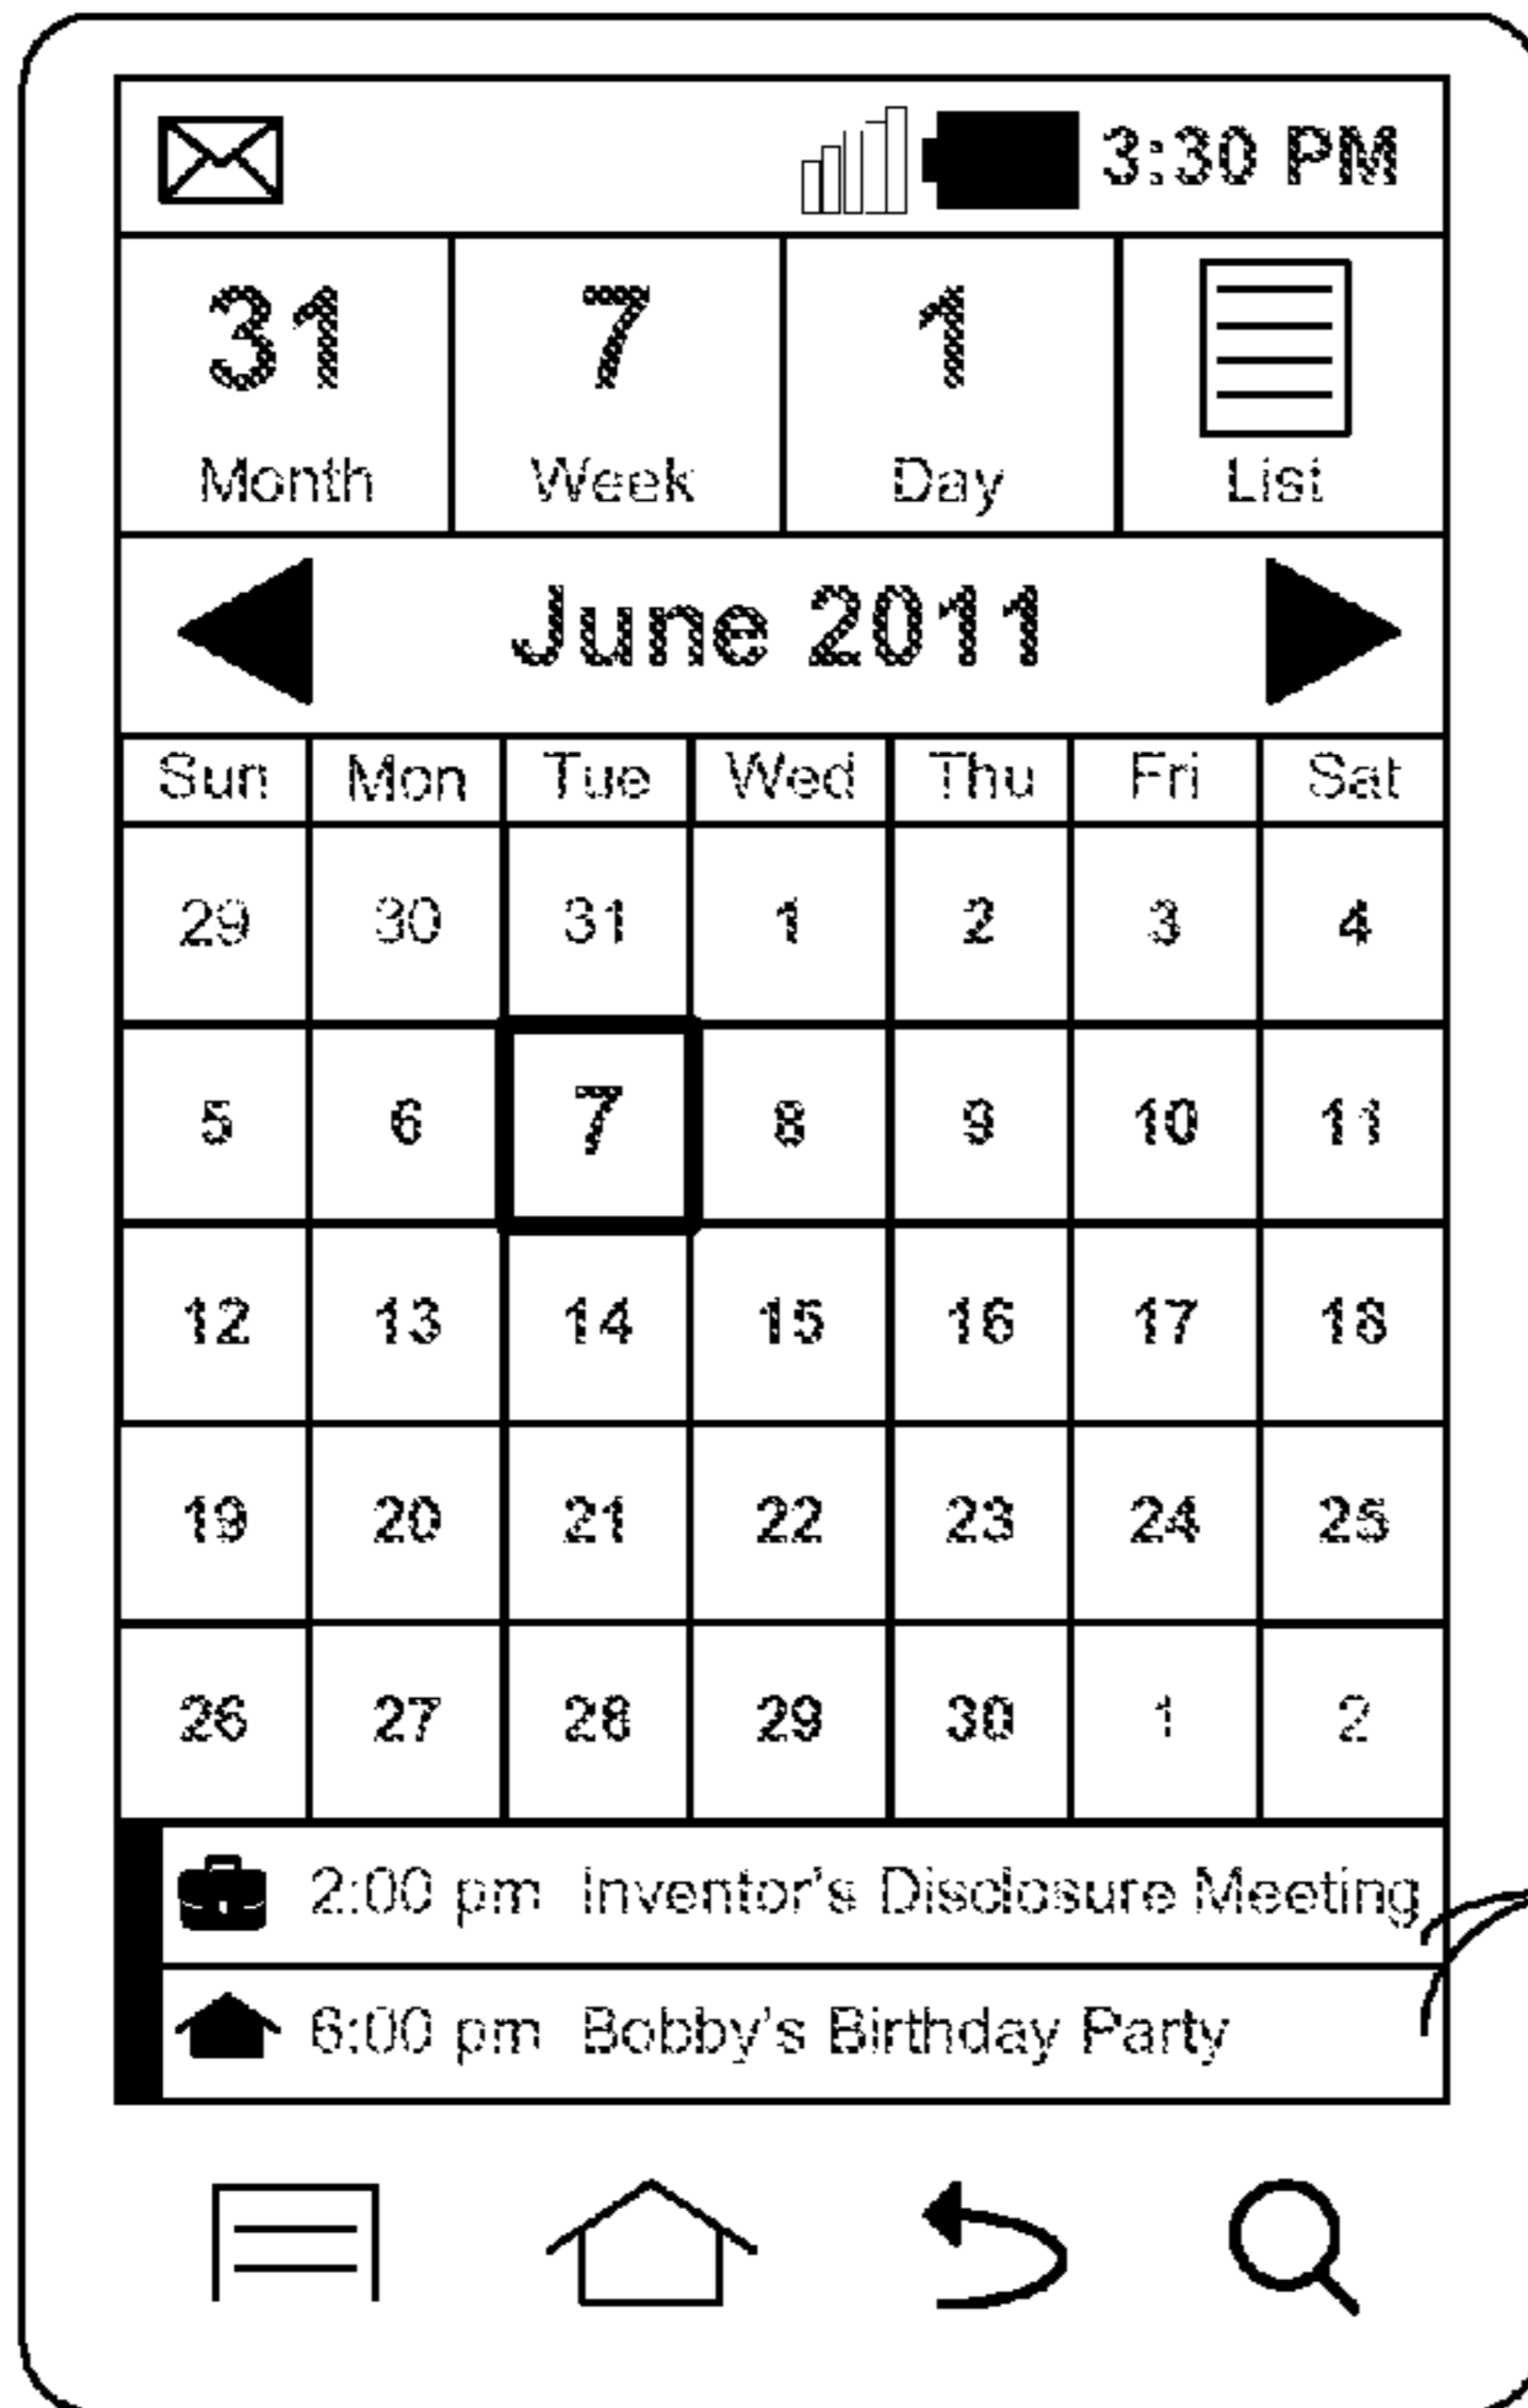 3:30 PM
31 7 1
Month Week Day List
June 2011
Sun Mon Tue Wed Thu Fri Sat
29 30 31 1 2 3 4
5 6 7 8 9 10 11
12 13 14 15 16 17 18
19 20 21 22 23 24 25
26 27 28 29 30 1 2
2:00 pm Inventor's Disclosure Meeting
6:00 pm Bobby's Birthday Party